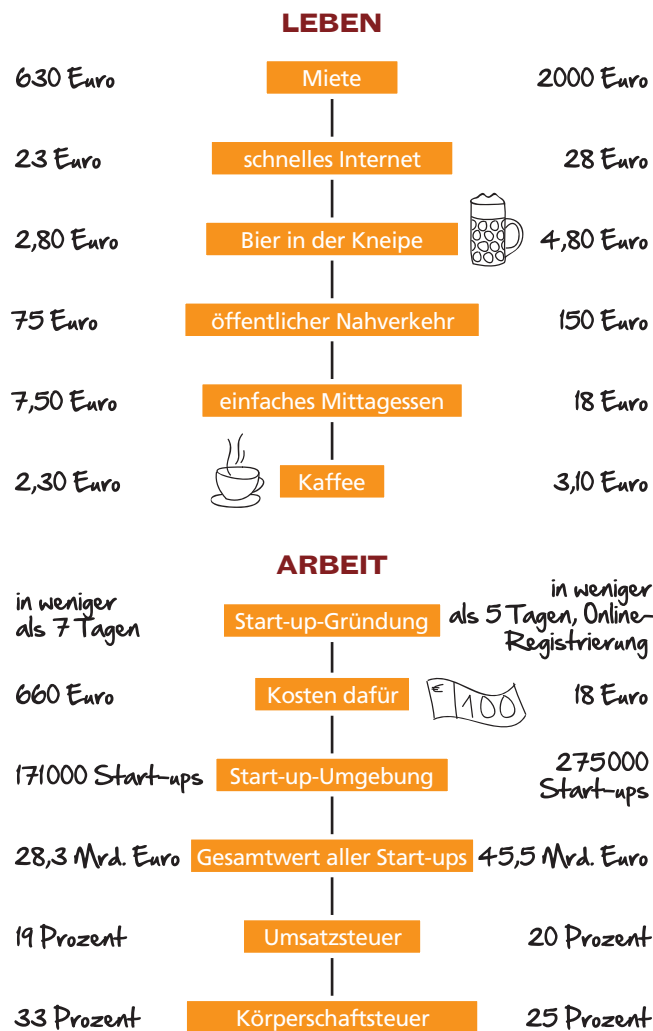 LEBEN
630 Euro Miete 2000 Euro
23 Euro schnelles Internet 28 Euro
2,80 Euro Bier in der Kneipe 4,80 Euro
75 Euro öffentlicher Nahverkehr 150 Euro
7,50 Euro einfaches Mittagessen 18 Euro
2,30 Euro Kaffee 3,10 Euro
ARBEIT
in weniger
als 7 Tagen
Start-up-Gründung
in weniger
als 5 Tagen, Online-
Registrierung
660 Euro Kosten dafür € 100 18 Euro
171000 Start-ups Start-up-Umgebung
275000
Start-ups
28,3 Mrd. Euro Gesamtwert aller Start-ups 45,5 Mrd. Euro
19 Prozent Umsatzsteuer 20 Prozent
33 Prozent Körperschaftsteuer 25 Prozent